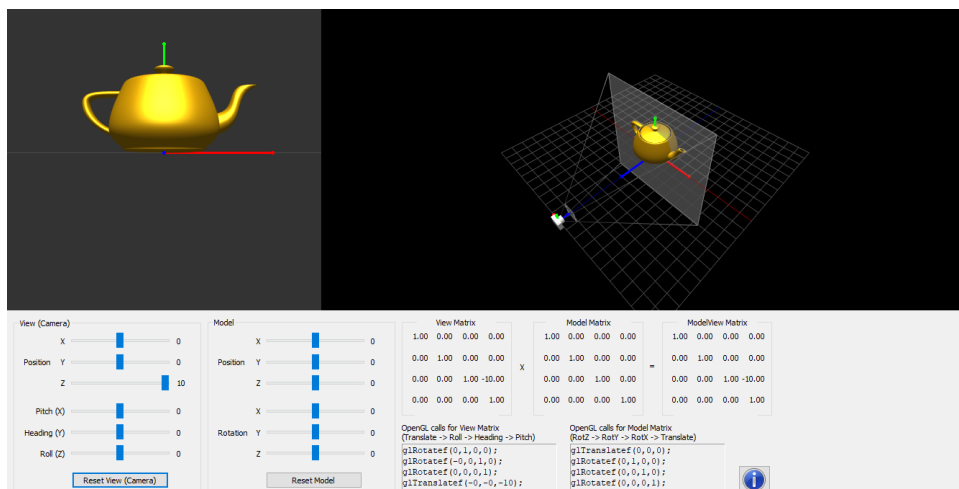 View (Camera)
X 0
Position Y 0
Z 10
Pitch (X) 0
Heading (Y) 0
Roll (Z) 0
Reset View (Camera)
Model
X 0
Position Y 0
Z 0
X 0
Rotation Y 0
Z 0
Reset Model
View Matrix
1.00 0.00 0.00 0.00
0.00 1.00 0.00 0.00
0.00 0.00 1.00 -10.00
0.00 0.00 0.00 1.00
X
Model Matrix
1.00 0.00 0.00 0.00
0.00 1.00 0.00 0.00
0.00 0.00 1.00 0.00
0.00 0.00 0.00 1.00
=
ModelView Matrix
1.00 0.00 0.00 0.00
0.00 1.00 0.00 0.00
0.00 0.00 1.00 -10.00
0.00 0.00 0.00 1.00
OpenGL calls for View Matrix
(Translate -> Roll -> Heading -> Pitch)
glRotatef(0,1,0,0);
glRotatef(-0,0,1,0);
glRotatef(0,0,0,1);
glTranslatef(-0,-0,-10);
OpenGL calls for Model Matrix
(RotZ -> RotY -> RotX -> Translate)
glTranslatef(0,0,0);
glRotatef(0,1,0,0);
glRotatef(0,0,1,0);
glRotatef(0,0,0,1);